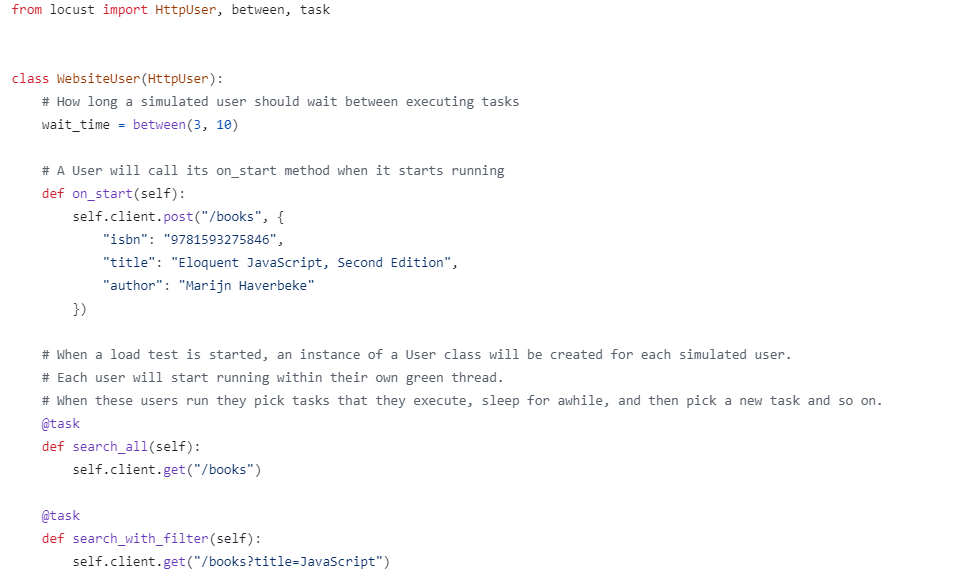 from locust import HttpUser, between, task
class WebsiteUser(HttpUser):
    # How long a simulated user should wait between executing tasks
    wait_time = between(3, 10)
    # A User will call its on_start method when it starts running
    def on_start(self):
        self.client.post("/books", {
            "isbn": "9781593275846",
            "title": "Eloquent JavaScript, Second Edition",
            "author": "Marijn Haverbeke"
        })
    # When a load test is started, an instance of a User class will be created for each simulated user.
    # Each user will start running within their own green thread.
    # When these users run they pick tasks that they execute, sleep for awhile, and then pick a new task and so on.
    @task
    def search_all(self):
        self.client.get("/books")
    @task
    def search_with_filter(self):
        self.client.get("/books?title=JavaScript")